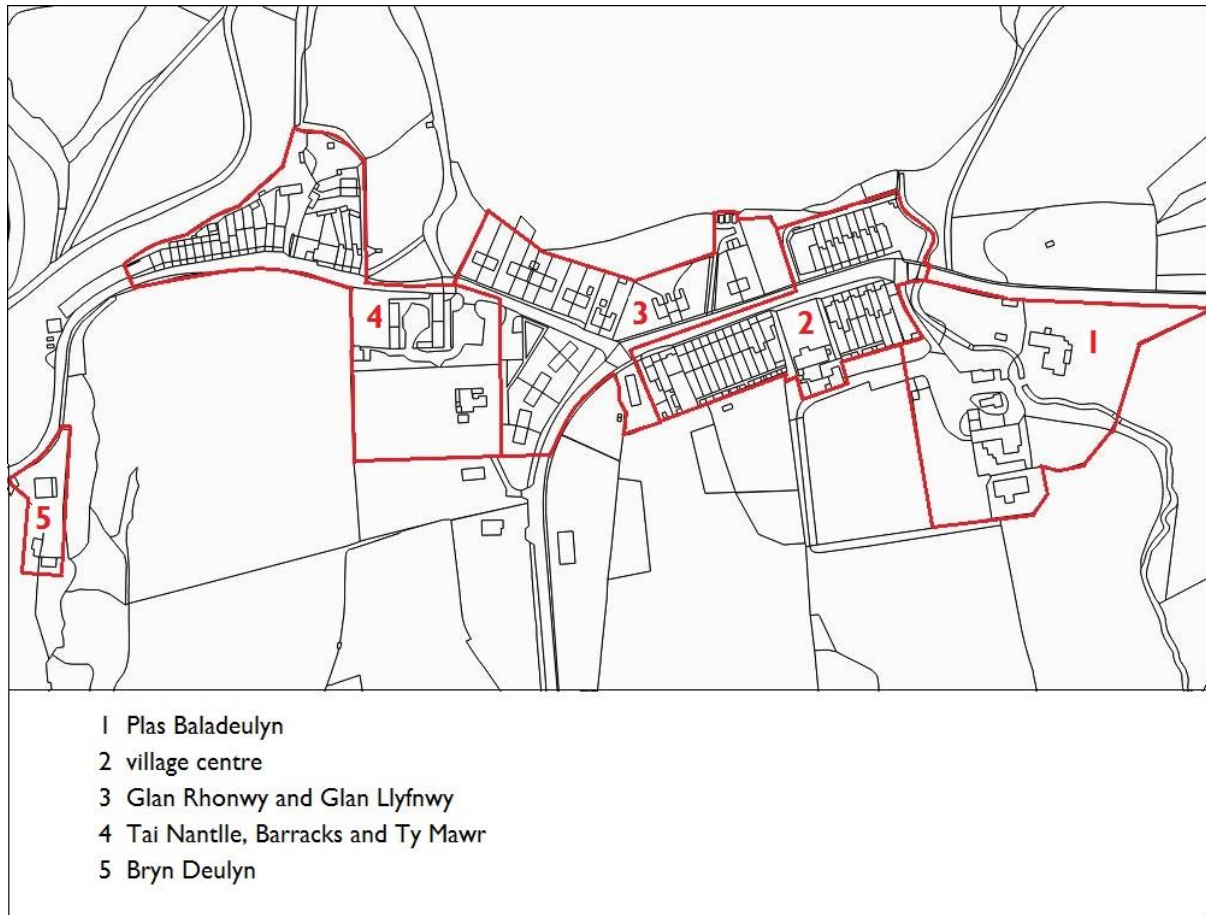 4
3
2
1
5
1 Plas Baladeulyn
2 village centre
3 Glan Rhonwy and Glan Llyfnwy
4 Tai Nantlle, Barracks and Ty Mawr
5 Bryn Deulyn